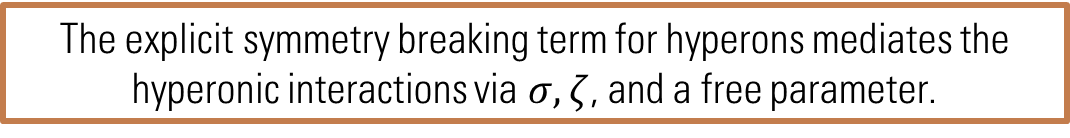 The explicit symmetry breaking term for hyperons mediates the
hyperonic interactions via σ, ζ, and a free parameter.